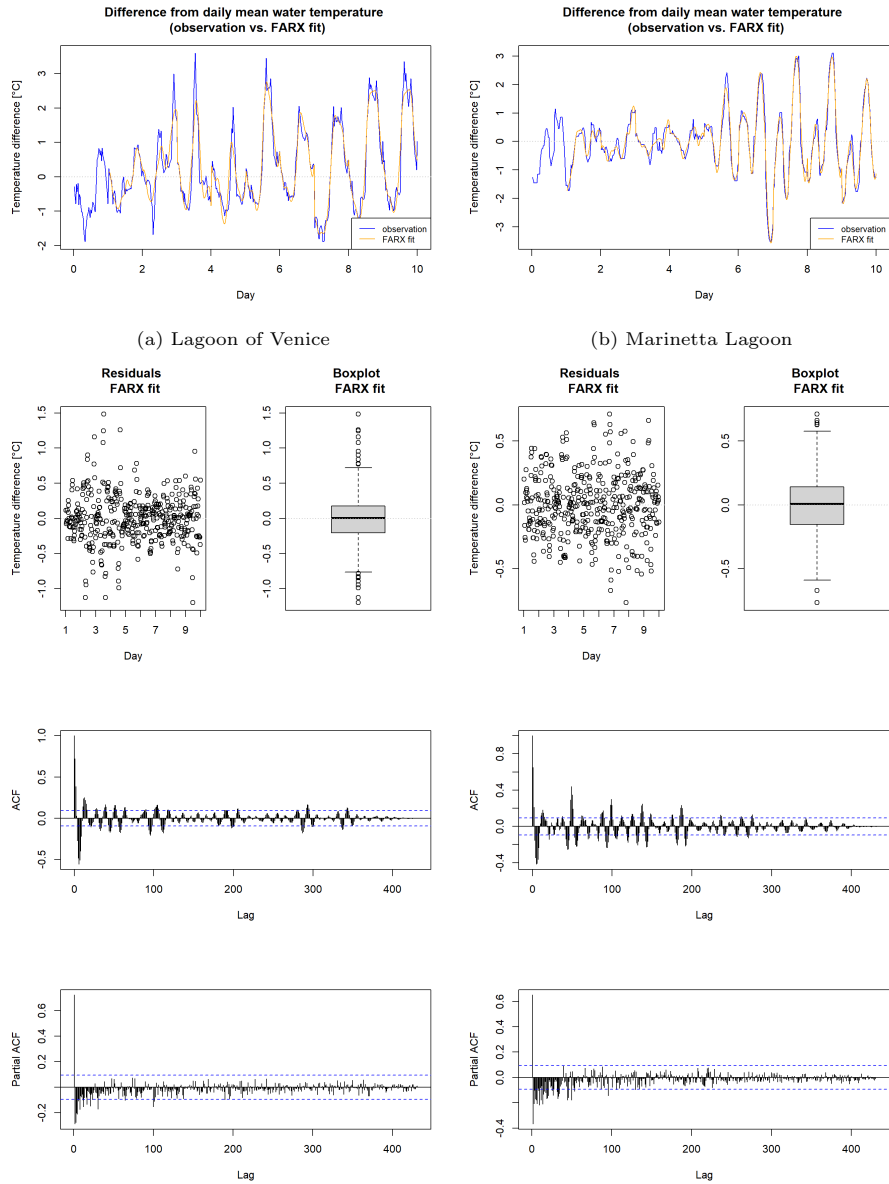 Difference from daily mean water temperature
(observation vs. FARX fit)
Temperature difference [°C]
3
2
1
0
-1
-2
observation
FARX fit
0 2 4 6 8 10
Day
(a) Lagoon of Venice
Difference from daily mean water temperature
(observation vs. FARX fit)
Temperature difference [°C]
3
2
1
0
-1
-2
-3
observation
FARX fit
0 2 4 6 8 10
Day
(b) Marinetta Lagoon
Residuals
FARX fit
Temperature difference [°C]
1.5
1.0
0.5
0.0
-0.5
-1.0
1 3 5 7 9
Day
Boxplot
FARX fit
1.5
1.0
0.5
0.0
-0.5
-1.0
Residuals
FARX fit
Temperature difference [°C]
0.5
0.0
-0.5
1 3 5 7 9
Day
Boxplot
FARX fit
0.5
0.0
-0.5
ACF
1.0
0.5
0.0
-0.5
0 100 200 300 400
Lag
ACF
0.8
0.4
0.0
-0.4
0 100 200 300 400
Lag
Partial ACF
0.6
0.4
0.2
-0.2
0 100 200 300 400
Lag
Partial ACF
0.6
0.4
0.2
0.0
-0.4
0 100 200 300 400
Lag